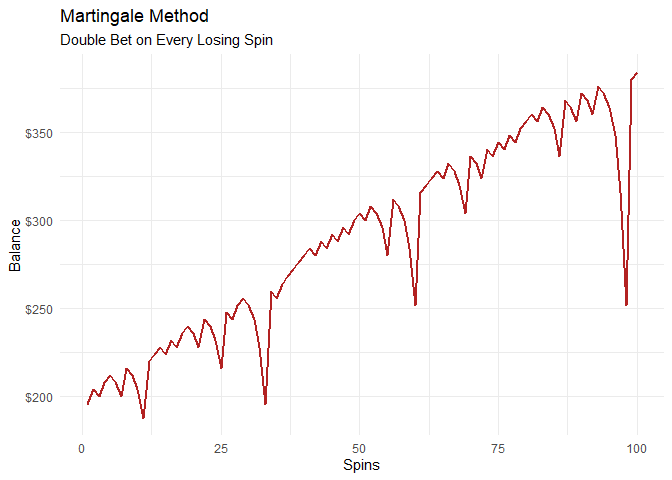 Martingale Method
Double Bet on Every Losing Spin
Balance
$350
$300
$250
$200
0 25 50 75 100
Spins